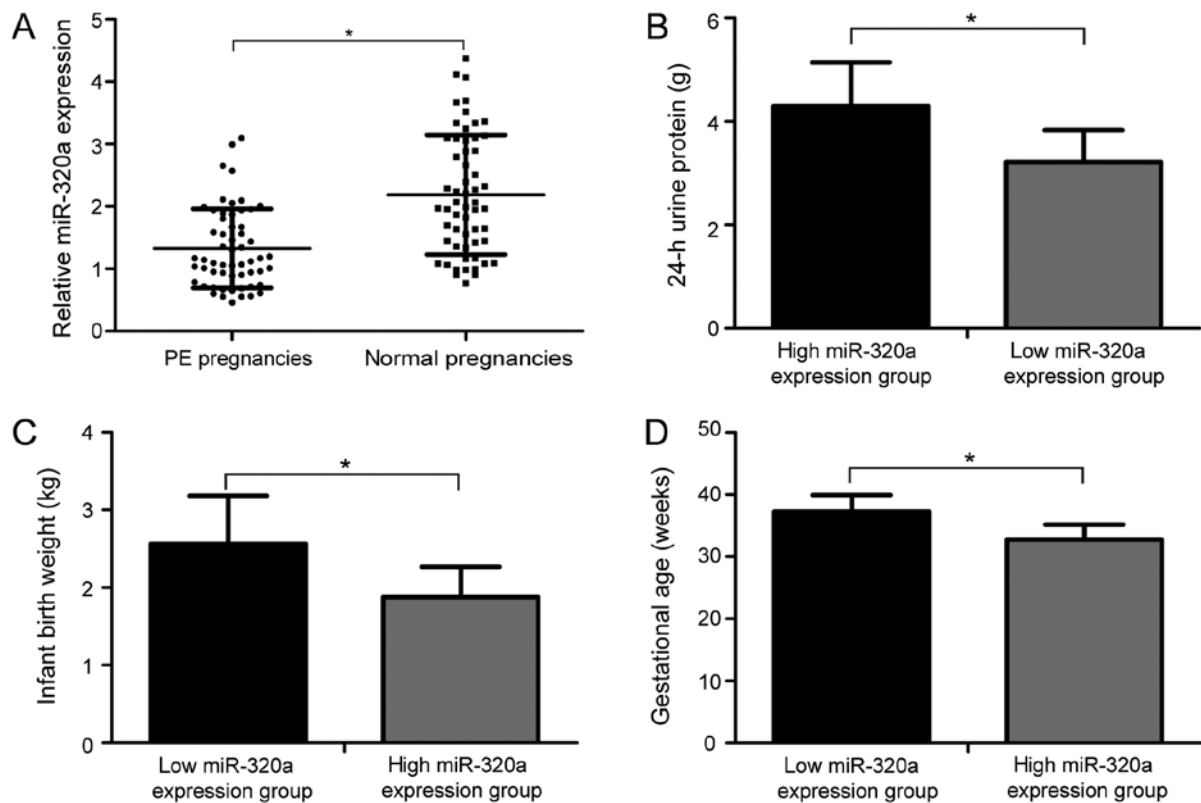 A
Relative miR-320a expression
5
4
3
2
1
0
*
PE pregnancies
Normal pregnancies
B
24-h urine protein (g)
6
4
2
0
*
High miR-320a
expression group
Low miR-320a
expression group
C
Infant birth weight (kg)
4
3
2
1
0
*
Low miR-320a
expression group
High miR-320a
expression group
D
Gestational age (weeks)
50
40
30
20
10
0
*
Low miR-320a
expression group
High miR-320a
expression group